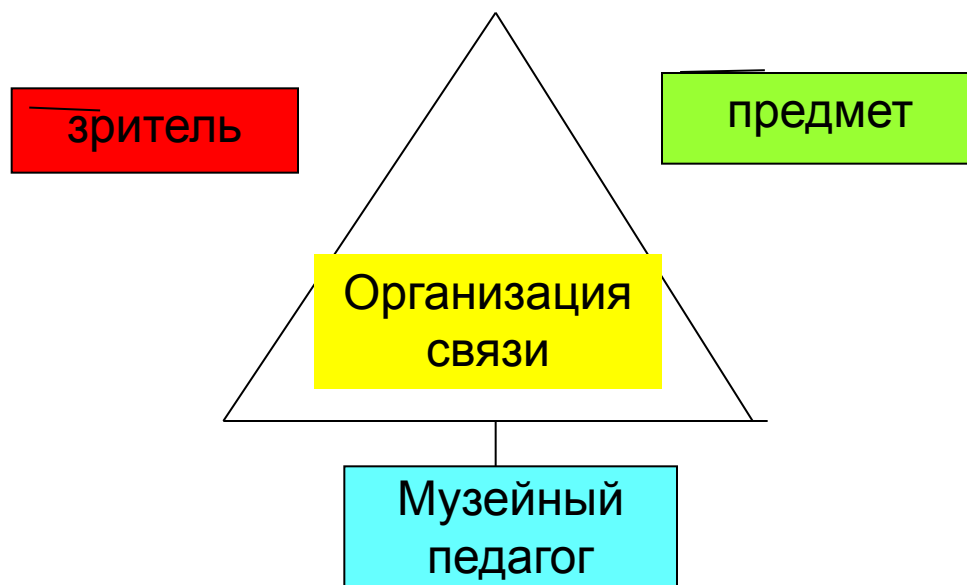 зритель
предмет
Организация
связи
Музейный
педагог